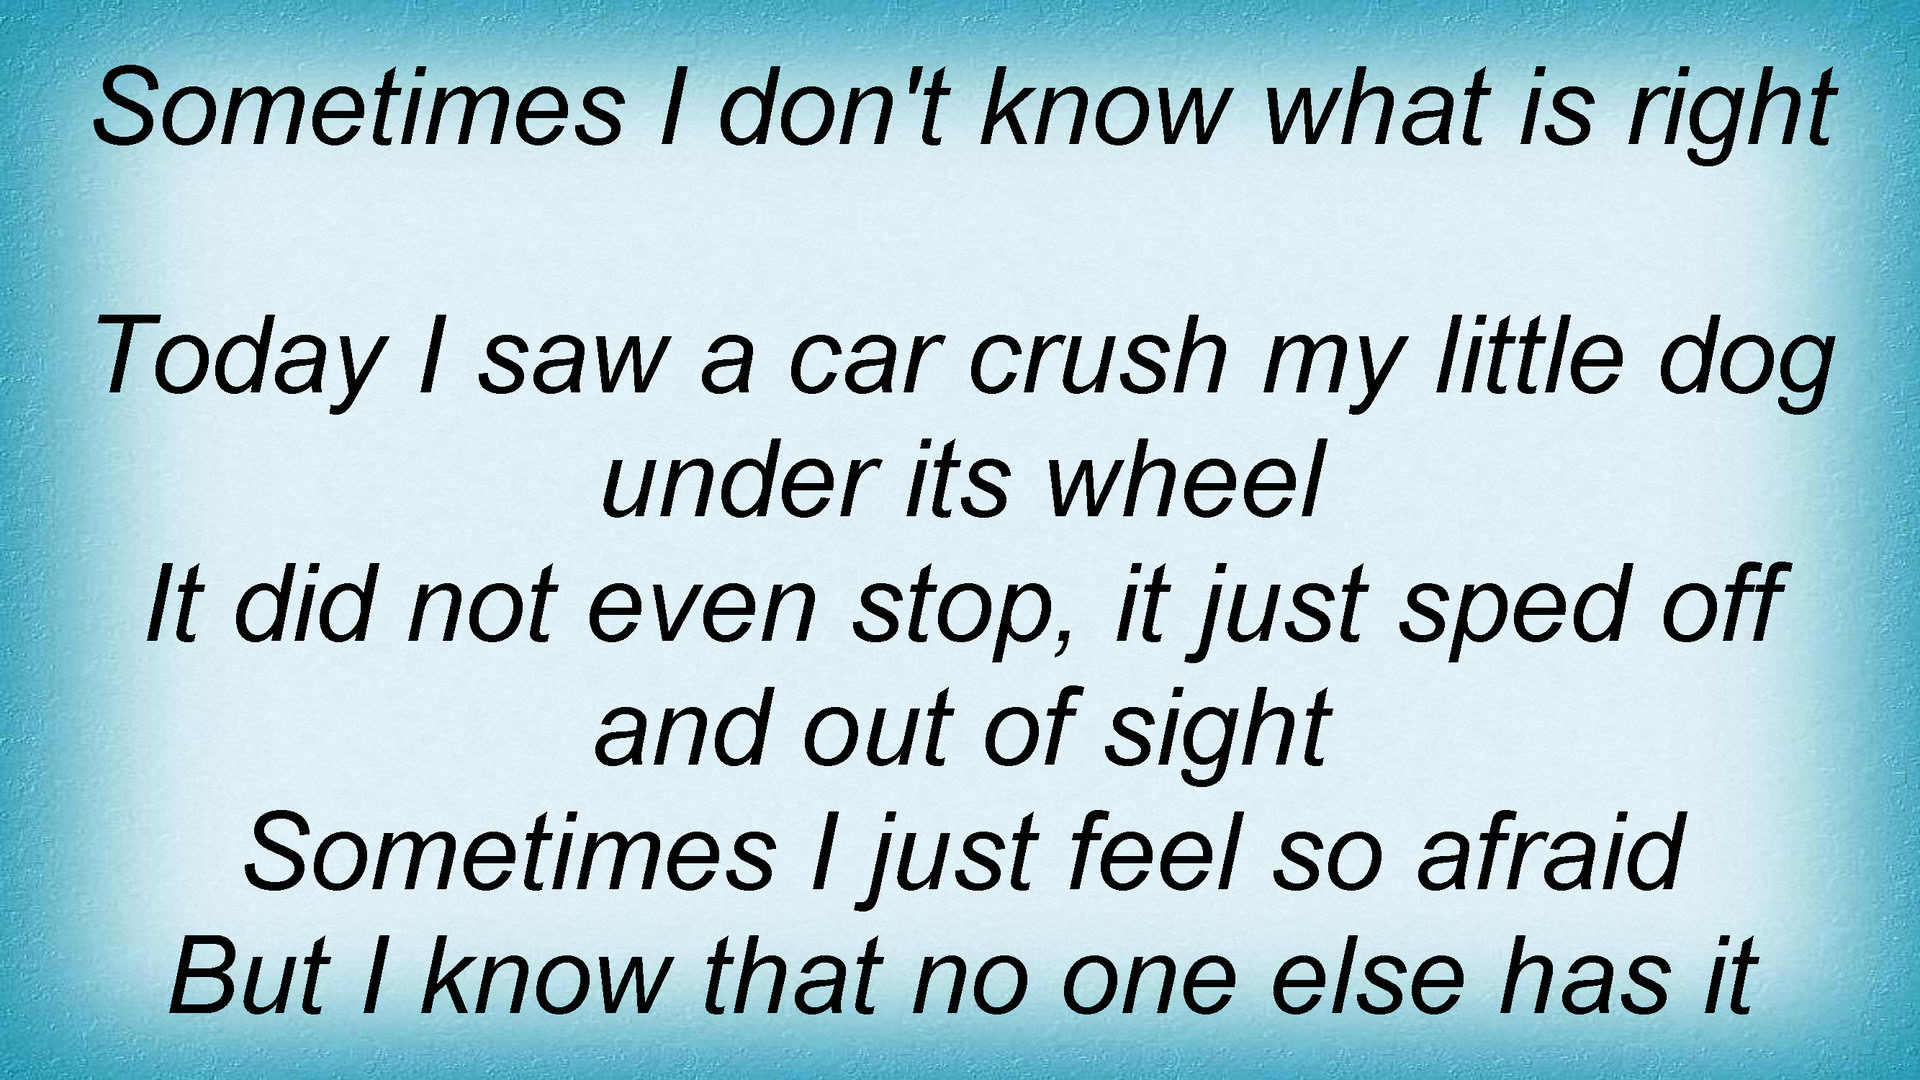 Sometimes I don't know what is right
Today I saw a car crush my little dog
under its wheel
It did not even stop, it just sped off
and out of sight
Sometimes I just feel so afraid
But I know that no one else has it